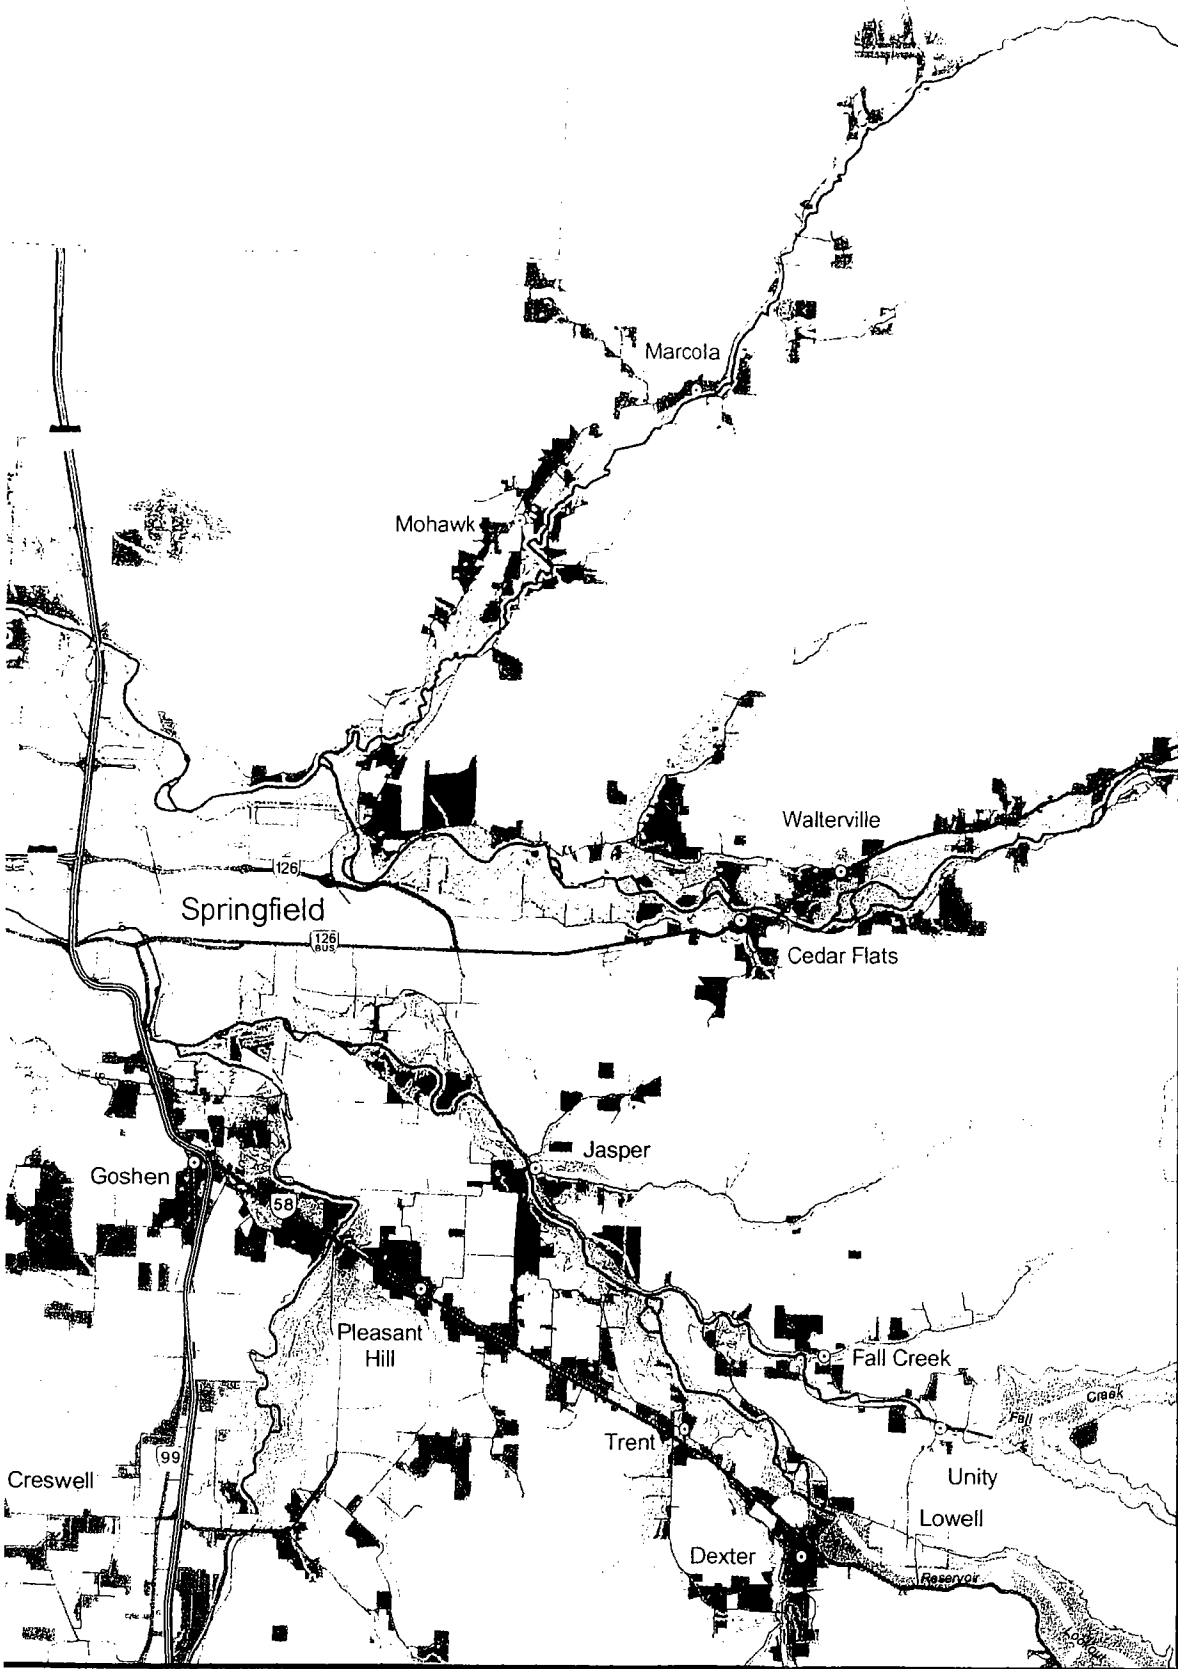 Marcola
Mohawk
Walterville
126
Springfield
126
BUS
Cedar Flats
Jasper
Goshen
58
Pleasant
Hill
Fall Creek
Creek
Fall
Trent
99
Creswell
Unity
Lowell
Dexter
Reservoir